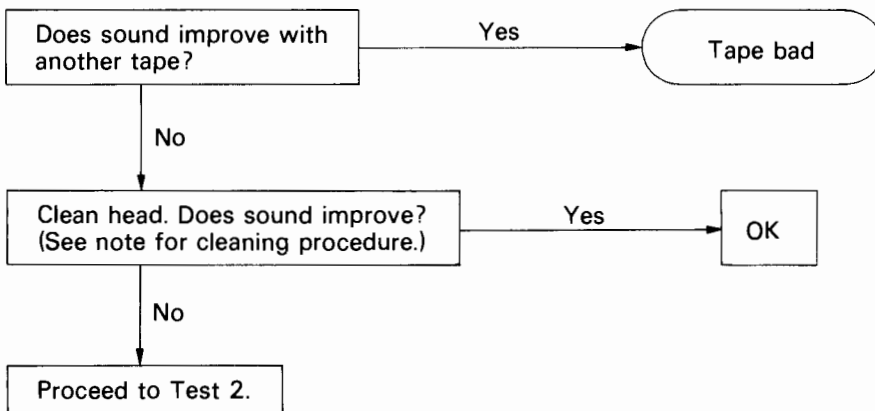 Does sound improve with
another tape?
Yes
Tape bad
No
Clean head. Does sound improve?
(See note for cleaning procedure.)
Yes
OK
No
Proceed to Test 2.